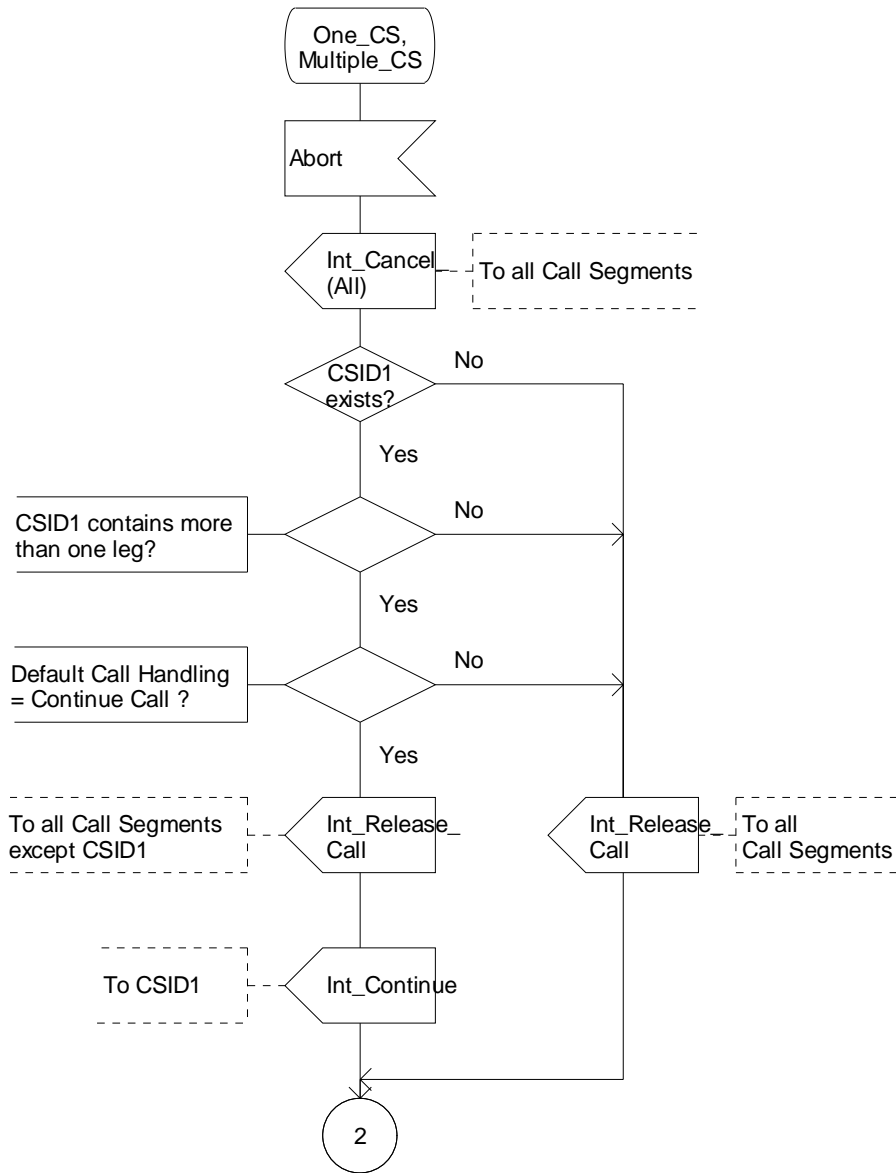 One_CS,
Multiple_CS
Abort
Int_Cancel_
(All)
To all Call Segments
CSID1
exists?
No
Yes
CSID1 contains more
than one leg?
No
Yes
Default Call Handling
= Continue Call ?
No
Yes
To all Call Segments
except CSID1
Int_Release_
Call
Int_Release_
Call
To all
Call Segments
To CSID1
Int_Continue
2